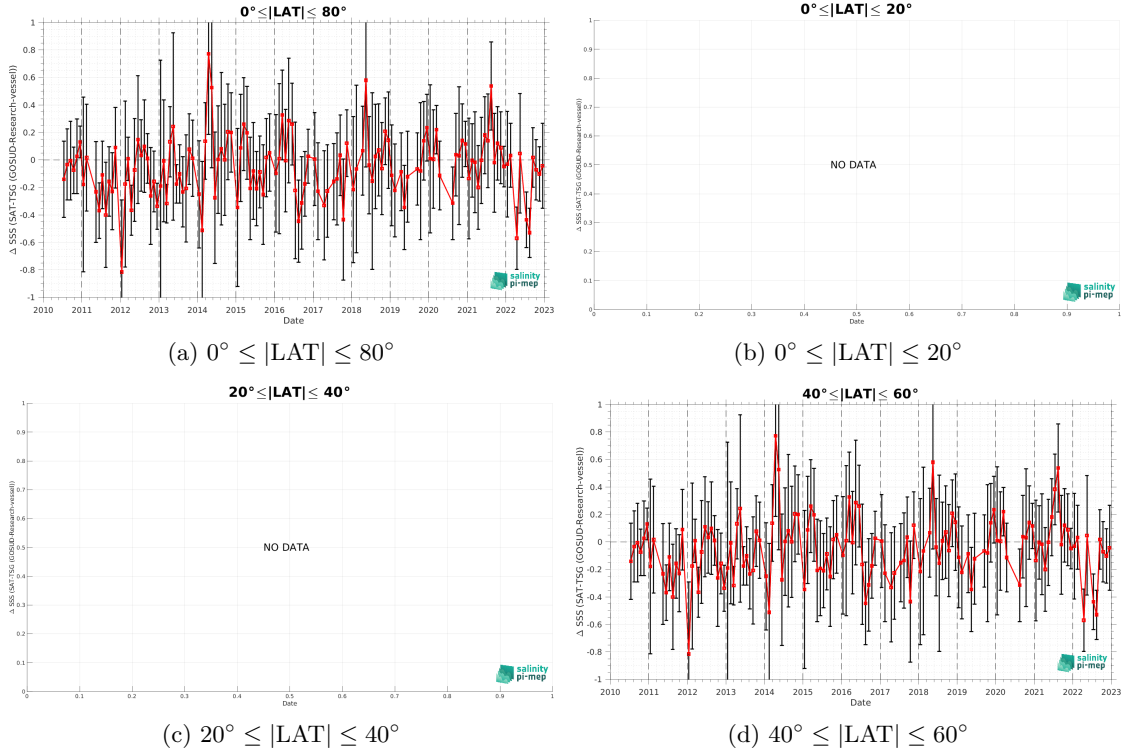 0°≤|LAT|≤ 80°
1
0.8
0.6
0.4
0.2
0
-0.2
-0.4
-0.6
-0.8
-1
Δ SSS (SAT-TSG (GOSUD-Research-vessel))
2010 2011 2012 2013 2014 2015 2016 2017 2018 2019 2020 2021 2022 2023
Date
salinity
pi-mep
(a) 0° ≤ |LAT| ≤ 80°
0°≤|LAT|≤ 20°
1
0.9
0.8
0.7
0.6
0.5
0.4
0.3
0.2
0.1
0
Δ SSS (SAT-TSG (GOSUD-Research-vessel))
NO DATA
0 0.1 0.2 0.3 0.4 0.5 0.6 0.7 0.8 0.9 1
Date
salinity
pi-mep
(b) 0° ≤ |LAT| ≤ 20°
20°≤|LAT|≤ 40°
1
0.9
0.8
0.7
0.6
0.5
0.4
0.3
0.2
0.1
0
Δ SSS (SAT-TSG (GOSUD-Research-vessel))
NO DATA
0 0.1 0.2 0.3 0.4 0.5 0.6 0.7 0.8 0.9 1
Date
salinity
pi-mep
(c) 20° ≤ |LAT| ≤ 40°
40°≤|LAT|≤ 60°
1
0.8
0.6
0.4
0.2
0
-0.2
-0.4
-0.6
-0.8
-1
Δ SSS (SAT-TSG (GOSUD-Research-vessel))
2010 2011 2012 2013 2014 2015 2016 2017 2018 2019 2020 2021 2022 2023
Date
salinity
pi-mep
(d) 40° ≤ |LAT| ≤ 60°